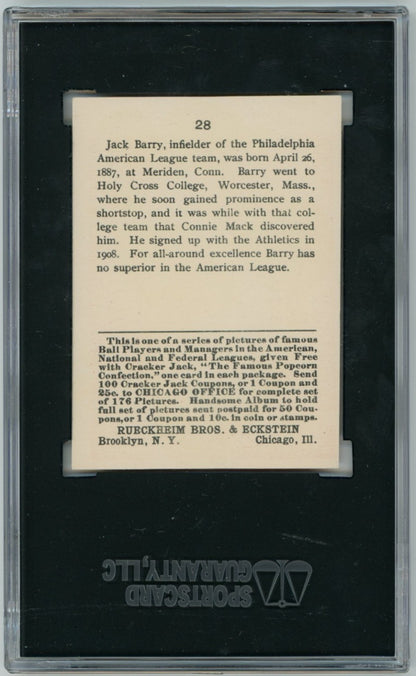 28
Jack Barry, infielder of the Philadelphia
American League team, was born April 26,
1887, at Meriden, Conn. Barry went to
Holy Cross College, Worcester, Mass.,
where he soon gained prominence as a
shortstop, and it was while with that col-
lege team that Connie Mack discovered
him. He signed up with the Athletics in
1908. For all-around excellence Barry has
no superior in the American League.
This is one of a series of pictures of famous
Ball Players and Managers in the American,
National and Federal Leagues, given Free
with Cracker Jack, "The Famous Popcorn
Confection," one card in each package. Send
100 Cracker Jack Coupons, or 1 Coupon and
25c. to CHICAGO OFFICE for complete set
of 176 Pictures. Handsome Album to hold
full set of pictures sent postpaid for 50 Cou-
pons, or 1 Coupon and 10c. in coin or stamps.
RUECKHEIM BROS. & ECKSTEIN
Brooklyn, N. Y. Chicago, Ill.
SPORTSCARD
GUARANTY, LLC